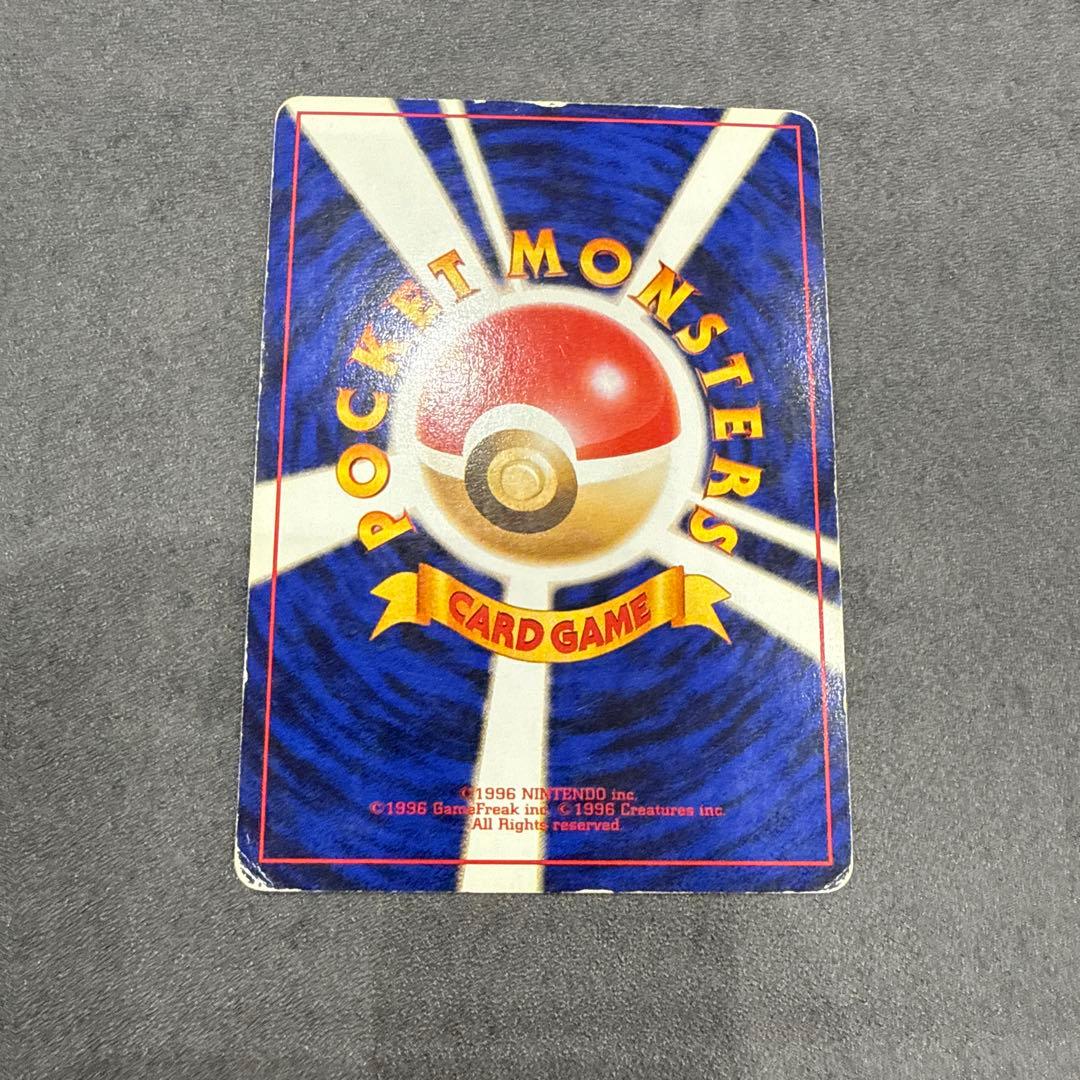 POCKET MONSTERS
CARD GAME
©1996 NINTENDO inc.
©1996 GameFreak inc. ©1996 Creatures inc.
All Rights reserved.